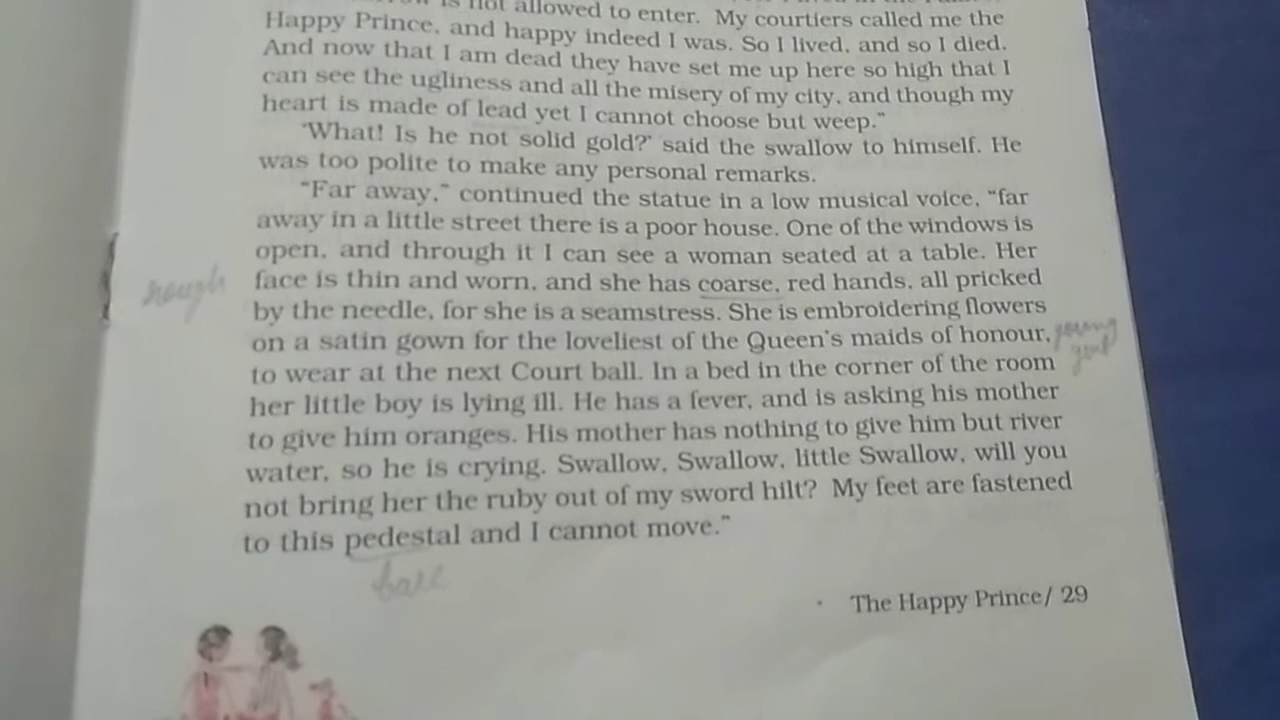 is not allowed to enter. My courtiers called me the
Happy Prince, and happy indeed I was. So I lived, and so I died.
And now that I am dead they have set me up here so high that I
can see the ugliness and all the misery of my city, and though my
heart is made of lead yet I cannot choose but weep."
'What! Is he not solid gold?' said the swallow to himself. He
was too polite to make any personal remarks.
"Far away," continued the statue in a low musical voice, "far
away in a little street there is a poor house. One of the windows is
open, and through it I can see a woman seated at a table. Her
rough face is thin and worn, and she has coarse, red hands, all pricked
by the needle, for she is a seamstress. She is embroidering flowers
on a satin gown for the loveliest of the Queen's maids of honour, young
to wear at the next Court ball. In a bed in the corner of the room
her little boy is lying ill. He has a fever, and is asking his mother
to give him oranges. His mother has nothing to give him but river
water, so he is crying. Swallow, Swallow, little Swallow, will you
not bring her the ruby out of my sword hilt? My feet are fastened
to this pedestal and I cannot move."
The Happy Prince/ 29